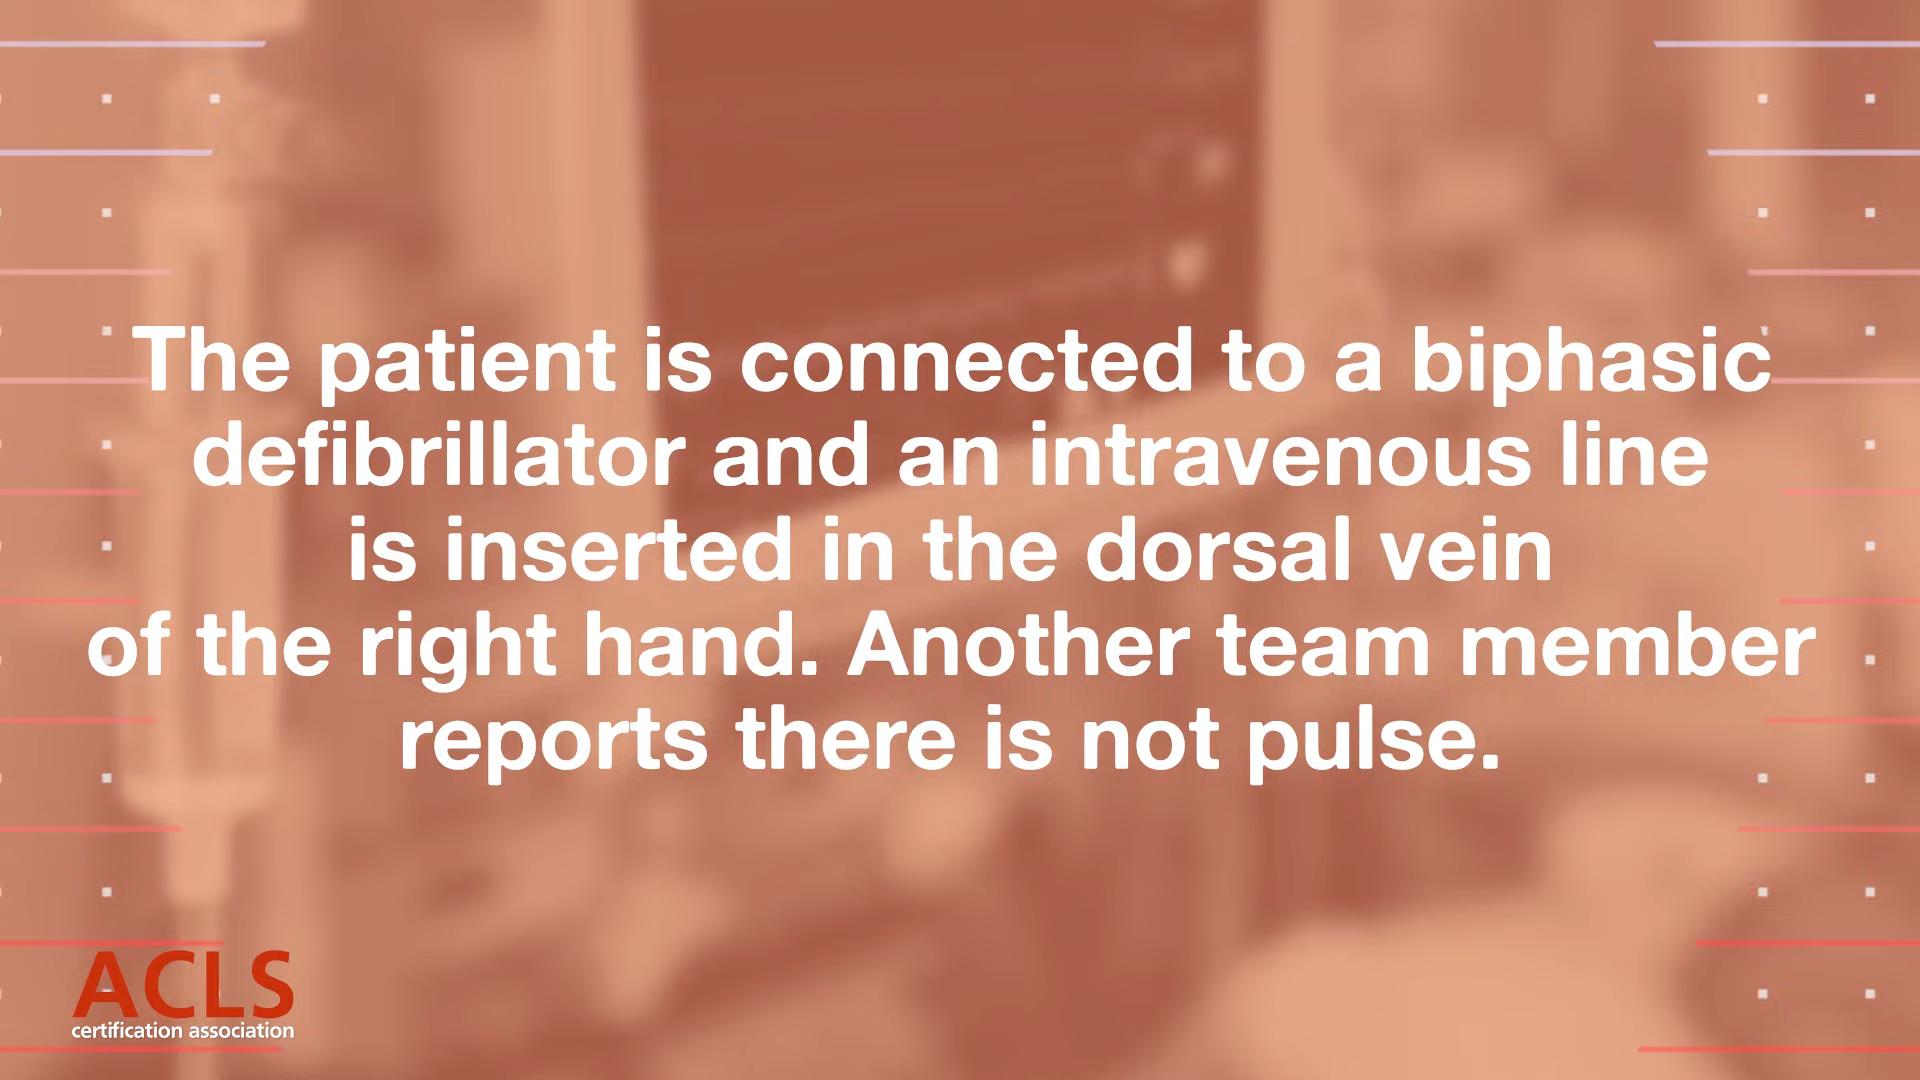 The patient is connected to a biphasic
defibrillator and an intravenous line
is inserted in the dorsal vein
of the right hand. Another team member
reports there is not pulse.
ACLS
certification association